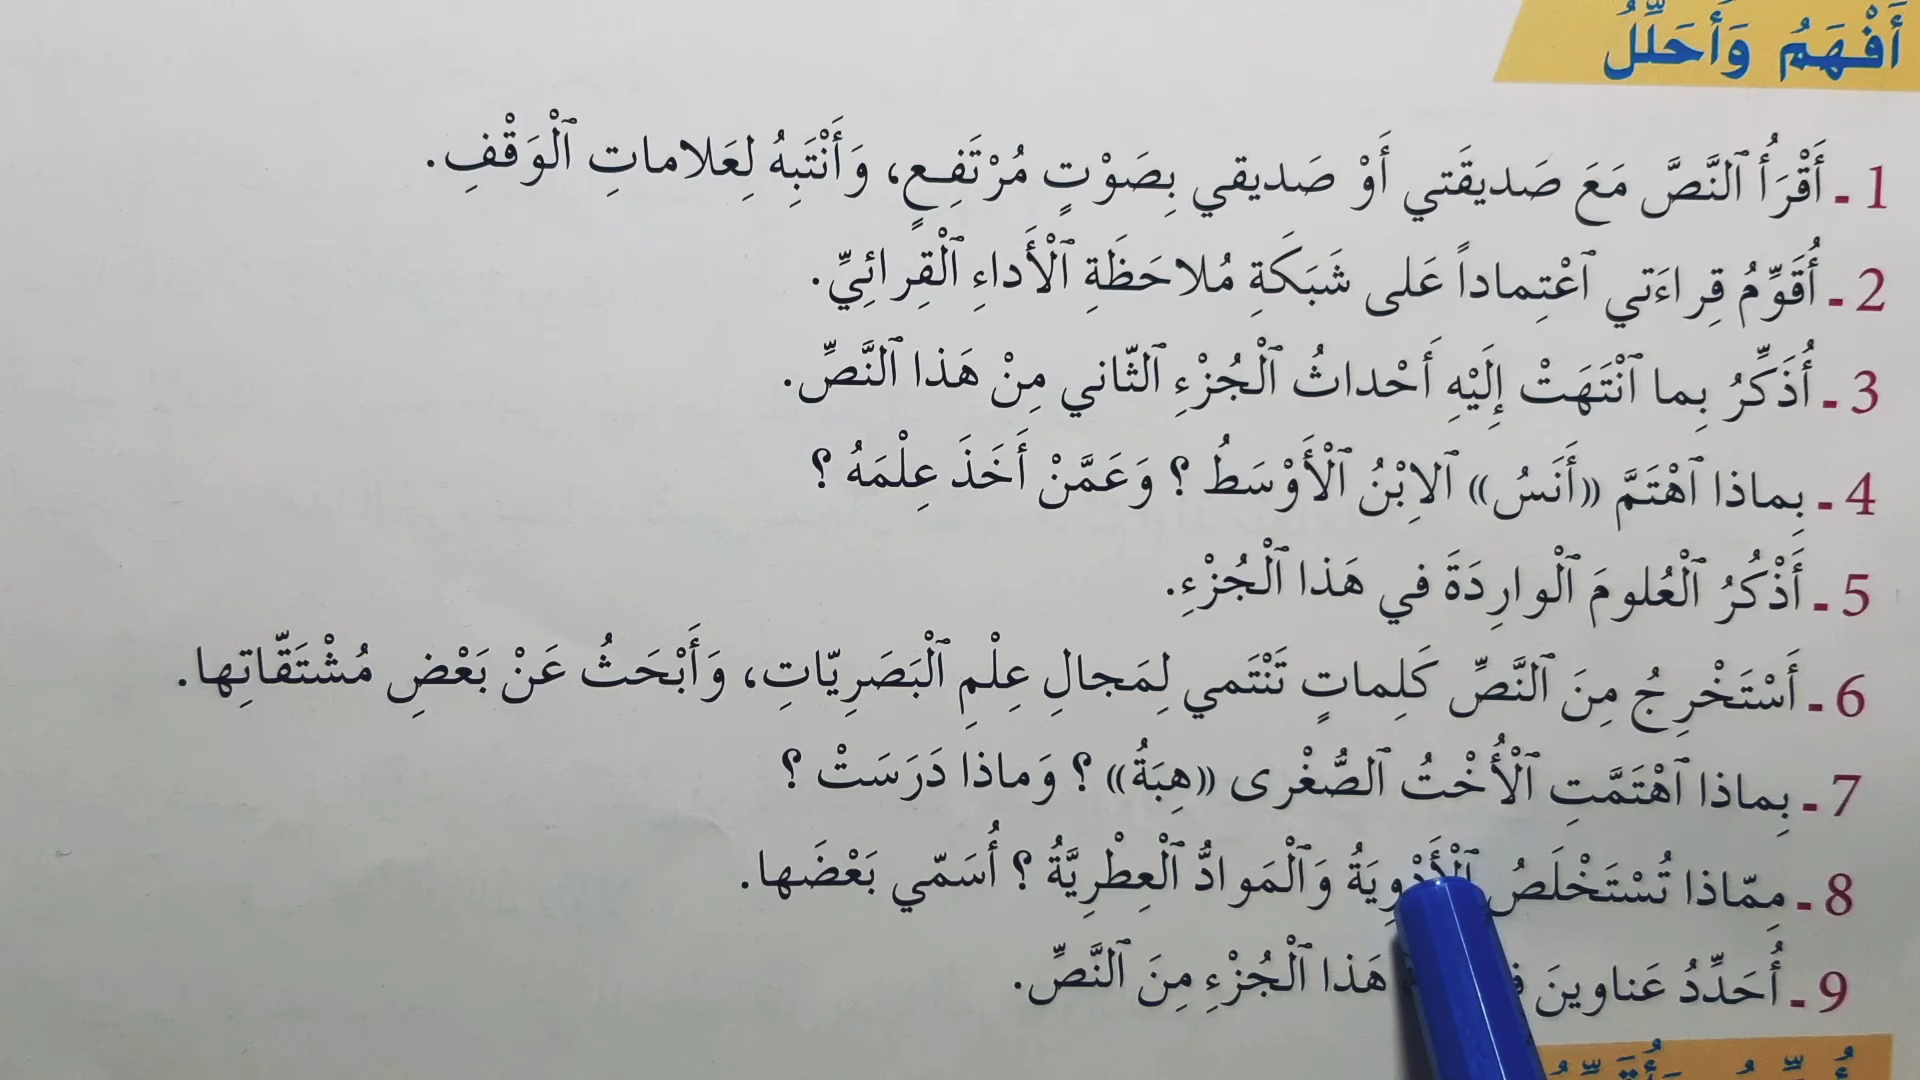 أَفْهَمُ وَأُحَلِّلُ
1 - أَقْرَأُ ٱلنَّصَّ مَعَ صَديقَتي أَوْ صَديقي بِصَوْتٍ مُرْتَفِعٍ، وَأَنْتَبِهُ لِعَلاماتِ ٱلْوَقْفِ.
2 - أُقَوِّمُ قِراءَتي ٱعْتِماداً عَلى شَبَكَةِ مُلاحَظَةِ ٱلْأَداءِ ٱلْقِرائِيِّ.
3 - أُذَكِّرُ بِما ٱنْتَهَتْ إِلَيْهِ أَحْداثُ ٱلْجُزْءِ ٱلثّاني مِنْ هَذا ٱلنَّصِّ.
4 - بِماذا ٱهْتَمَّ «أَنَسُ» ٱلاِبْنُ ٱلْأَوْسَطُ ؟ وَعَمَّنْ أَخَذَ عِلْمَهُ ؟
5 - أَذْكُرُ ٱلْعُلومَ ٱلْوارِدَةَ في هَذا ٱلْجُزْءِ.
6 - أَسْتَخْرِجُ مِنَ ٱلنَّصِّ كَلِماتٍ تَنْتَمي لِمَجالِ عِلْمِ ٱلْبَصَرِيّاتِ، وَأَبْحَثُ عَنْ بَعْضِ مُشْتَقّاتِها.
7 - بِماذا ٱهْتَمَّتِ ٱلْأُخْتُ ٱلصُّغْرى «هِبَةُ» ؟ وَماذا دَرَسَتْ ؟
8 - مِمّاذا تُسْتَخْلَصُ ٱلْأَدْوِيَةُ وَٱلْمَوادُّ ٱلْعِطْرِيَّةُ ؟ أُسَمّي بَعْضَها.
9 - أُحَدِّدُ عَناوينَ هَذا ٱلْجُزْءِ مِنَ ٱلنَّصِّ.